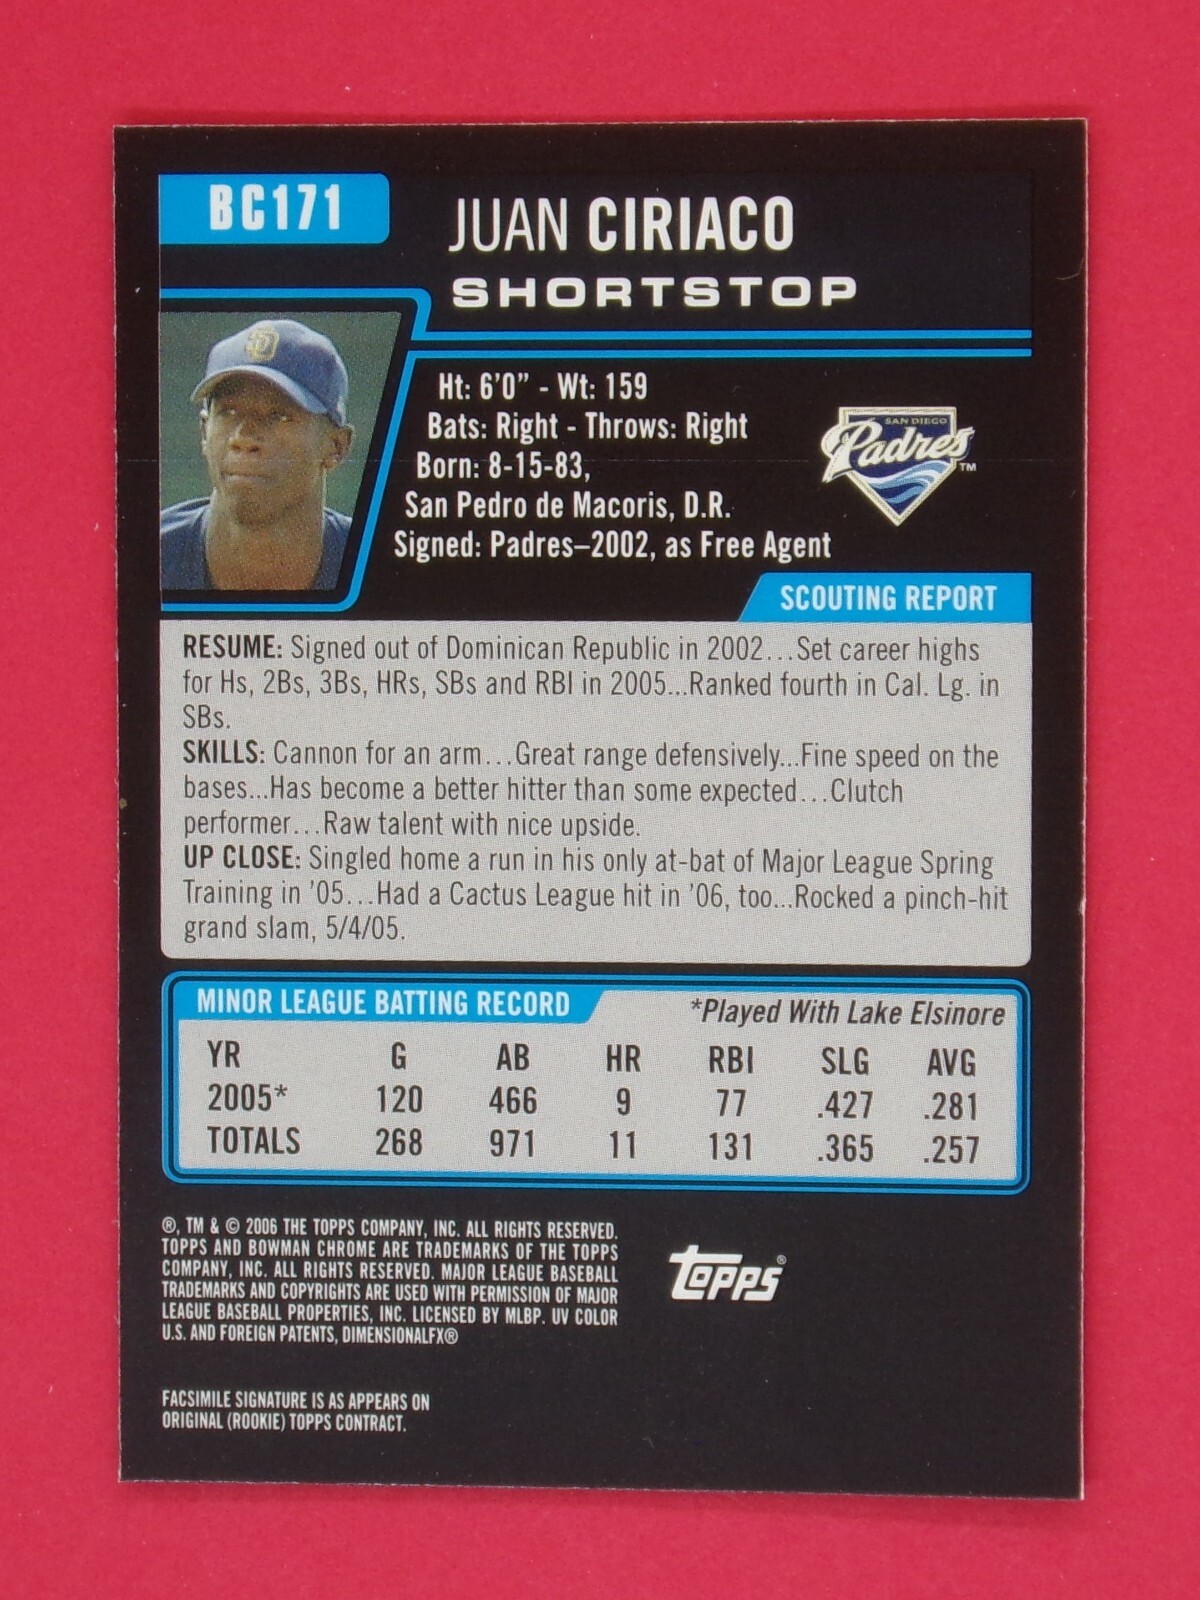 BC171
JUAN CIRIACO
SHORTSTOP
SD
Ht: 6'0" - Wt: 159
Bats: Right - Throws: Right
Born: 8-15-83,
San Pedro de Macoris, D.R.
Signed: Padres–2002, as Free Agent
SAN DIEGO
Padres™
SCOUTING REPORT
RESUME: Signed out of Dominican Republic in 2002...Set career highs
for Hs, 2Bs, 3Bs, HRs, SBs and RBI in 2005...Ranked fourth in Cal. Lg. in
SBs.
SKILLS: Cannon for an arm...Great range defensively...Fine speed on the
bases...Has become a better hitter than some expected...Clutch
performer...Raw talent with nice upside.
UP CLOSE: Singled home a run in his only at-bat of Major League Spring
Training in '05...Had a Cactus League hit in '06, too...Rocked a pinch-hit
grand slam, 5/4/05.
MINOR LEAGUE BATTING RECORD *Played With Lake Elsinore
YR G AB HR RBI SLG AVG
2005* 120 466 9 77 .427 .281
TOTALS 268 971 11 131 .365 .257
®, TM & © 2006 THE TOPPS COMPANY, INC. ALL RIGHTS RESERVED.
TOPPS AND BOWMAN CHROME ARE TRADEMARKS OF THE TOPPS
COMPANY, INC. ALL RIGHTS RESERVED. MAJOR LEAGUE BASEBALL
TRADEMARKS AND COPYRIGHTS ARE USED WITH PERMISSION OF MAJOR
LEAGUE BASEBALL PROPERTIES, INC. LICENSED BY MLBP. UV COLOR
U.S. AND FOREIGN PATENTS, DIMENSIONALFX®
topps®
FACSIMILE SIGNATURE IS AS APPEARS ON
ORIGINAL (ROOKIE) TOPPS CONTRACT.